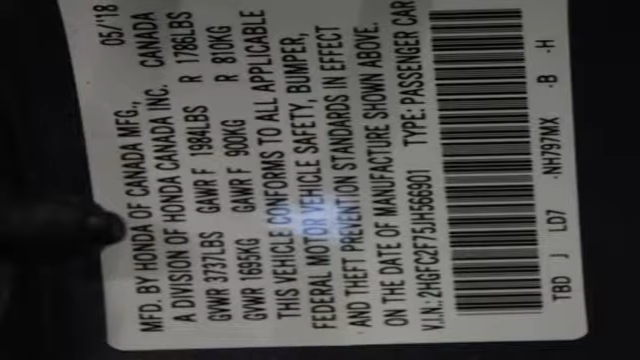 MFD. BY HONDA OF CANADA MFG., 05/'18
A DIVISION OF HONDA CANADA INC. CANADA
GVWR 3737LBS GAWR F 1984LBS R 1786LBS
GVWR 1695KG GAWR F 900KG R 810KG
THIS VEHICLE CONFORMS TO ALL APPLICABLE
FEDERAL MOTOR VEHICLE SAFETY, BUMPER,
AND THEFT PREVENTION STANDARDS IN EFFECT
ON THE DATE OF MANUFACTURE SHOWN ABOVE.
V.I.N.:2HGFC2F75JH566901 TYPE: PASSENGER CAR
TBD J LD7 -NH797MX -B -H